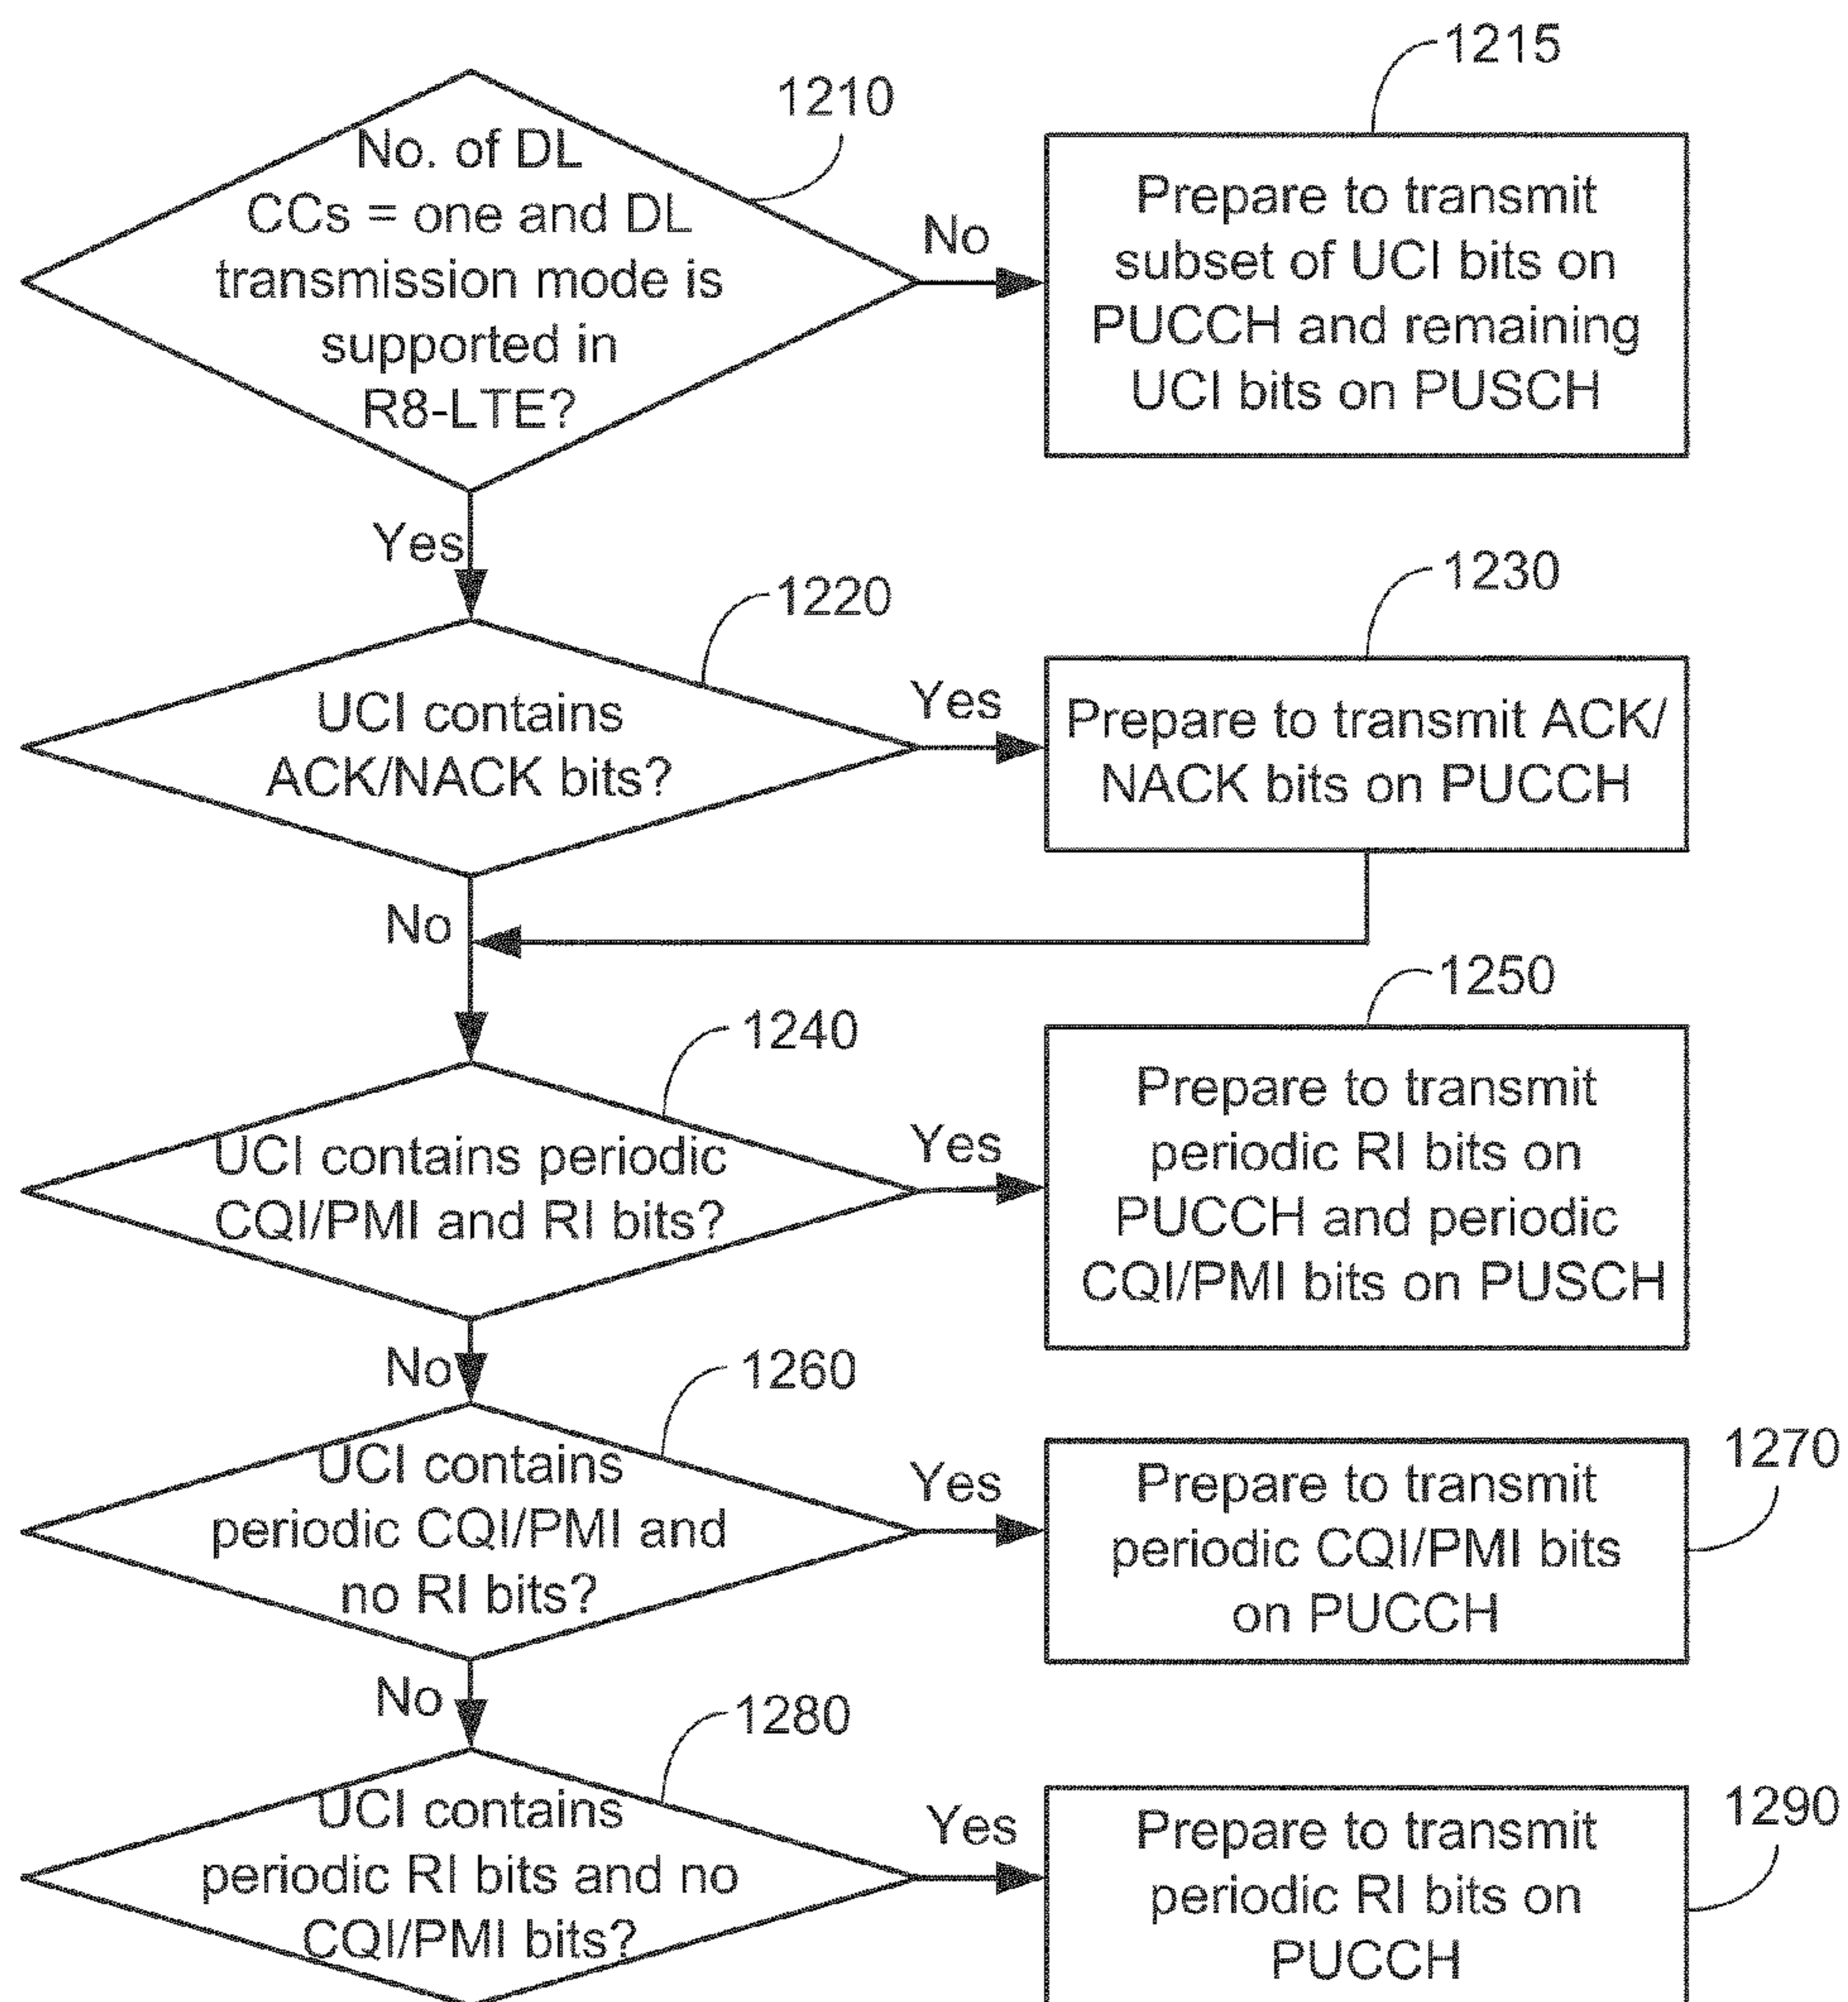 1215
1210
No. of DL
CCs = one and DL
transmission mode is
supported in
R8-LTE?
No
Prepare to transmit
subset of UCI bits on
PUCCH and remaining
UCI bits on PUSCH
Yes
1220
1230
UCI contains
ACK/NACK bits?
Yes
Prepare to transmit ACK/
NACK bits on PUCCH
No
1240
1250
UCI contains periodic
CQI/PMI and RI bits?
Yes
Prepare to transmit
periodic RI bits on
PUCCH and periodic
CQI/PMI bits on PUSCH
No
1260
1270
UCI contains
periodic CQI/PMI and
no RI bits?
Yes
Prepare to transmit
periodic CQI/PMI bits
on PUCCH
No
1280
1290
UCI contains
periodic RI bits and no
CQI/PMI bits?
Yes
Prepare to transmit
periodic RI bits on
PUCCH